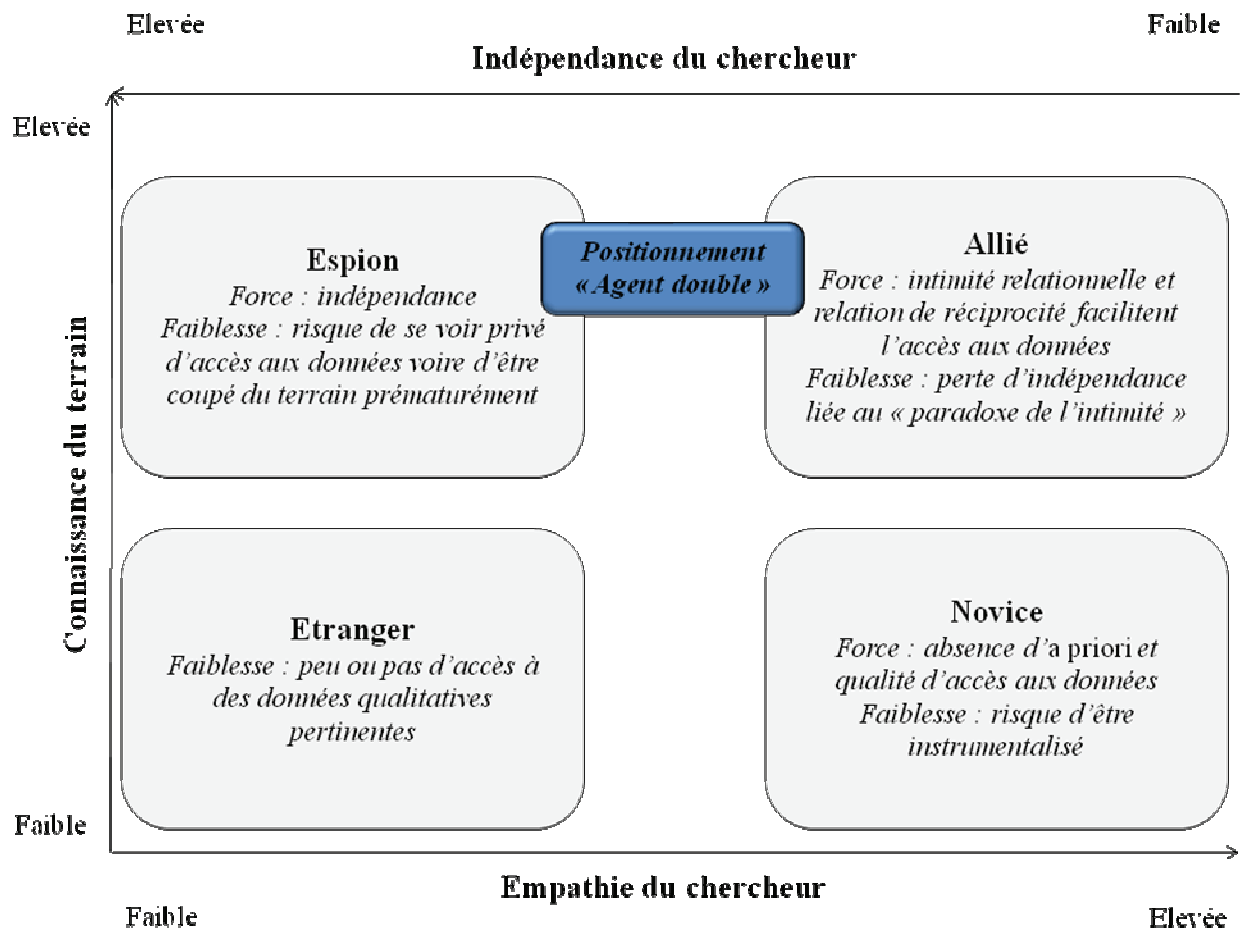 Elevée
Faible
Indépendance du chercheur
Elevée
Connaissance du terrain
Espion
Force : indépendance
Faiblesse : risque de se voir privé
d'accès aux données voire d'être
coupé du terrain prématurément
Positionnement
« Agent double »
Allié
Force : intimité relationnelle et
relation de réciprocité facilitent
l'accès aux données
Faiblesse : perte d'indépendance
liée au « paradoxe de l'intimité »
Etranger
Faiblesse : peu ou pas d'accès à
des données qualitatives
pertinentes
Novice
Force : absence d'a priori et
qualité d'accès aux données
Faiblesse : risque d'être
instrumentalisé
Faible
Empathie du chercheur
Faible
Elevée